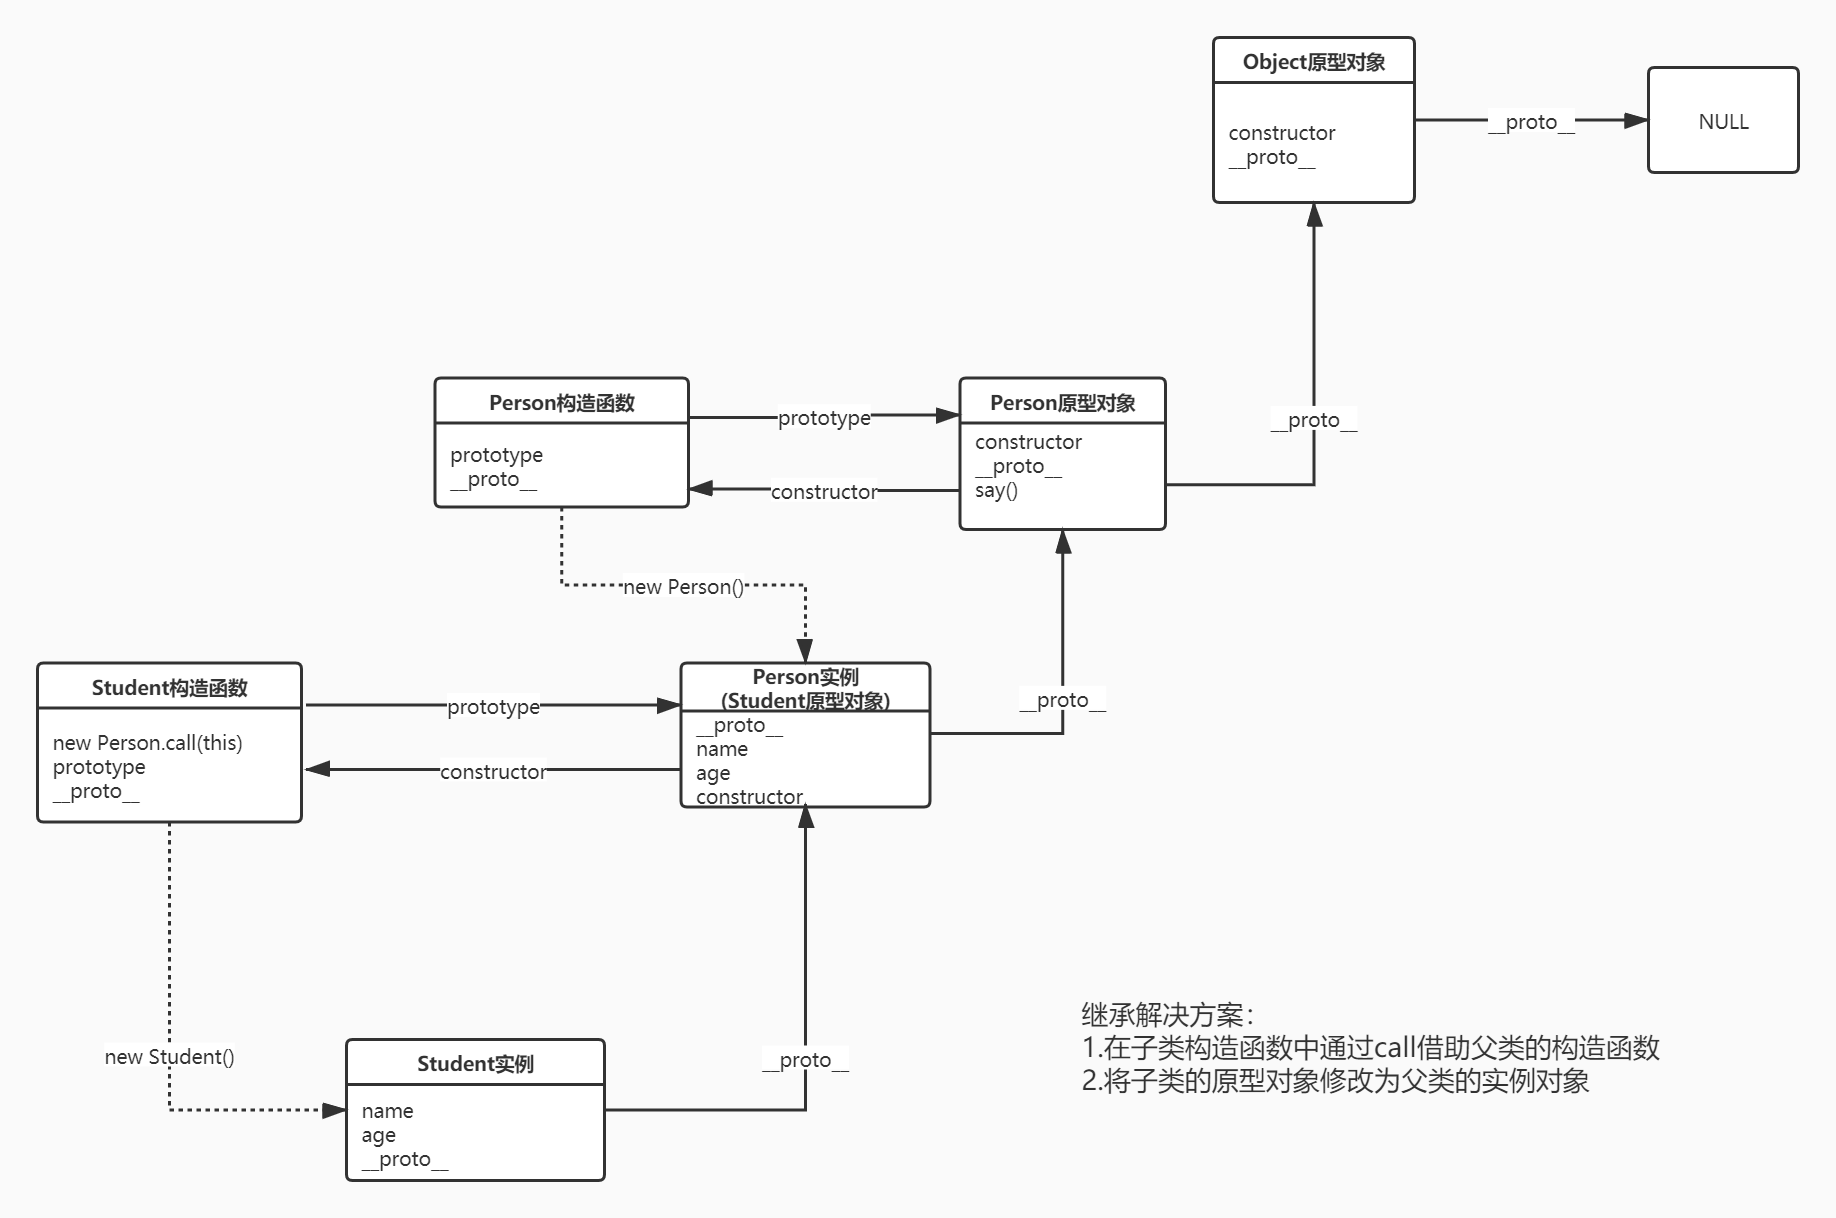 Object原型对象
constructor
__proto__
__proto__
NULL
__proto__
Person构造函数
prototype
__proto__
prototype
constructor
Person原型对象
constructor
__proto__
say()
new Person()
__proto__
Student构造函数
new Person.call(this)
prototype
__proto__
prototype
constructor
Person实例
(Student原型对象)
__proto__
name
age
constructor
new Student()
Student实例
name
age
__proto__
__proto__
继承解决方案：
1.在子类构造函数中通过call借助父类的构造函数
2.将子类的原型对象修改为父类的实例对象